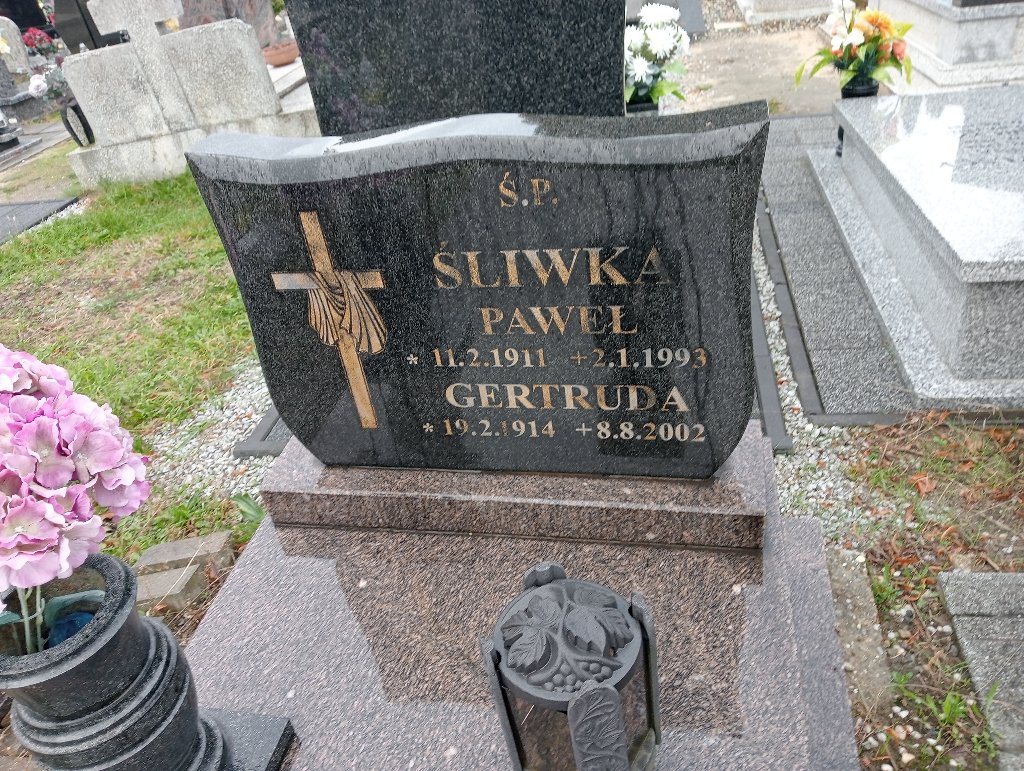 Ś.P.
ŚLIWKA
PAWEŁ
* 11.2.1911 +2.1.1993
GERTRUDA
* 19.2.1914 +8.8.2002